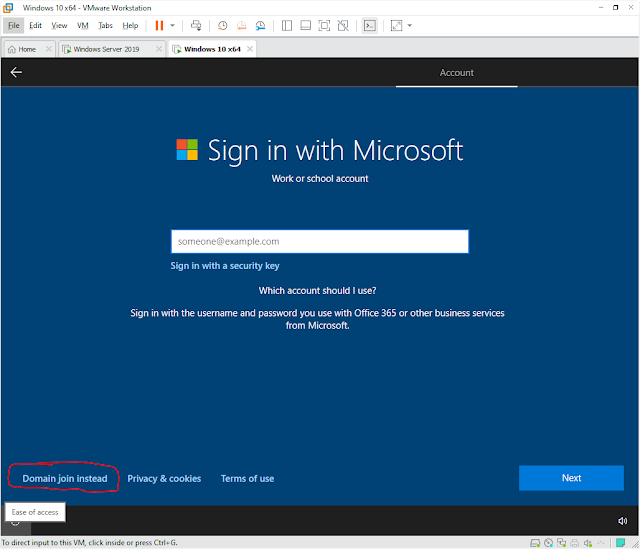 Windows 10 x64 - VMware Workstation
File Edit View VM Tabs Help
Home Windows Server 2019 Windows 10 x64
Account
Sign in with Microsoft
Work or school account
someone@example.com
Sign in with a security key
Which account should I use?
Sign in with the username and password you use with Office 365 or other business services
from Microsoft.
Domain join instead Privacy & cookies Terms of use Next
Ease of access
To direct input to this VM, click inside or press Ctrl+G.